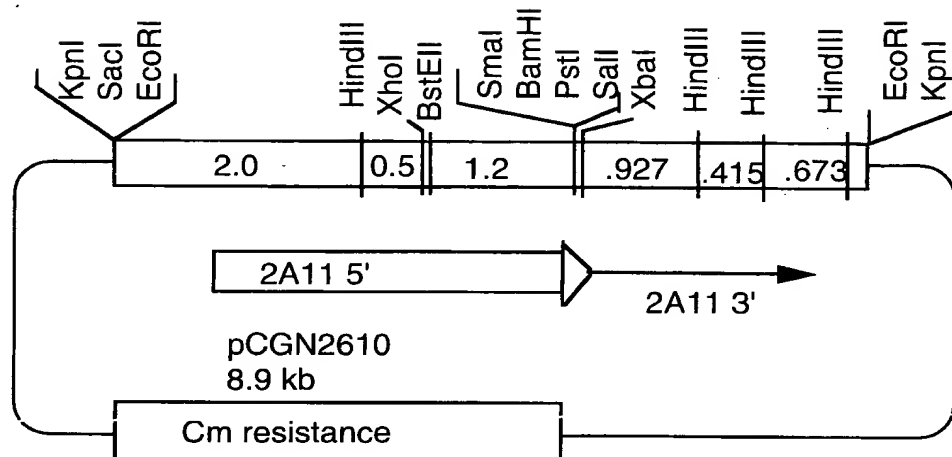 KpnI
SacI
EcoRI
HindIII
XhoI
BstEII
SmaI
BamHI
PstI
SalI
XbaI
HindIII
HindIII
HindIII
EcoRI
KpnI
2.0
0.5
1.2
.927
.415
.673
2A11 5'
2A11 3'
pCGN2610
8.9 kb
Cm resistance